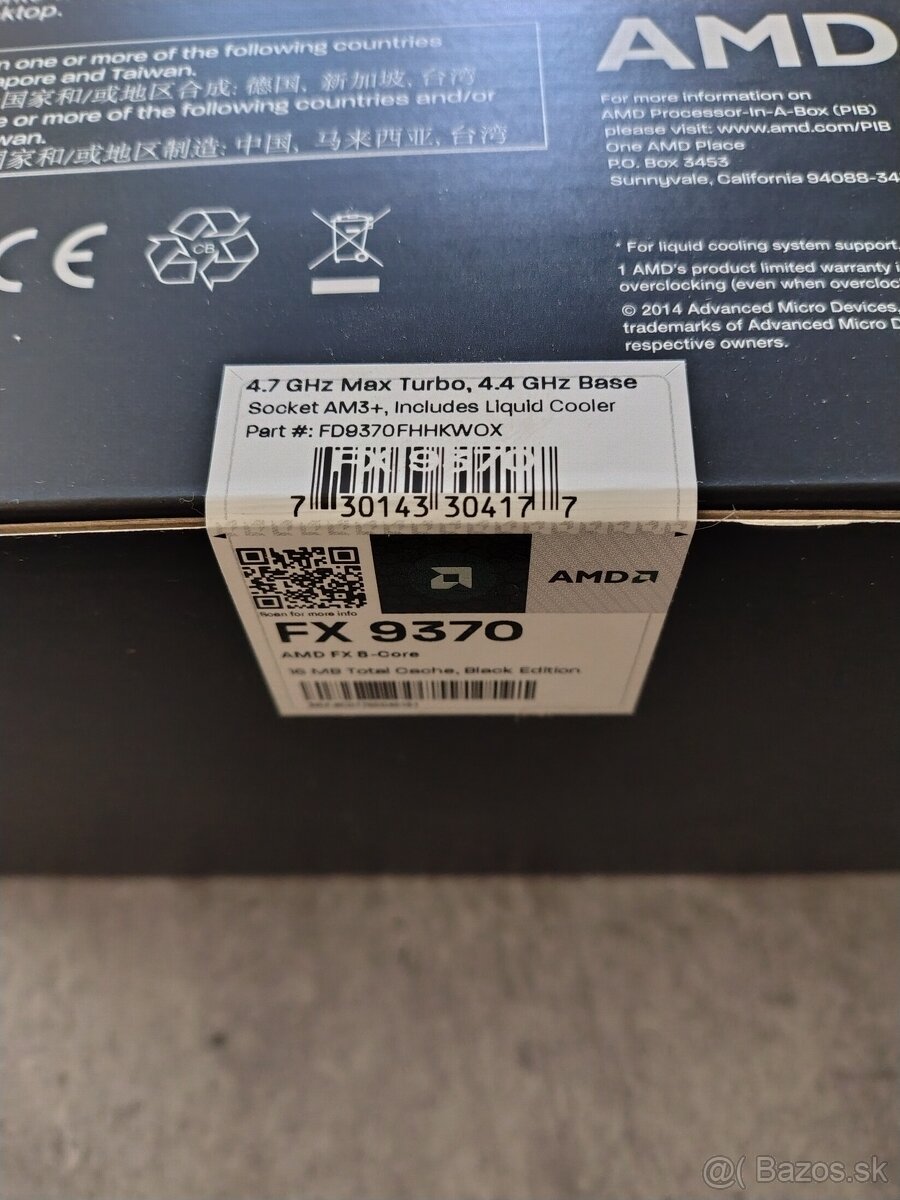 ktop.
n one or more of the following countries
apore and Taiwan.
国家和/或地区合成: 德国、新加坡、台湾
e or more of the following countries and/or
wan.
国家和/或地区制造: 中国、马来西亚、台湾
CE
CB
AMD
For more information on
AMD Processor-In-A-Box (PIB)
please visit: www.amd.com/PIB
One AMD Place
P.O. Box 3453
Sunnyvale, California 94088-34
* For liquid cooling system support.
1 AMD's product limited warranty i
overclocking (even when overcloc
© 2014 Advanced Micro Devices,
trademarks of Advanced Micro D
respective owners.
4.7 GHz Max Turbo, 4.4 GHz Base
Socket AM3+, Includes Liquid Cooler
Part #: FD9370FHHKWOX
FX 9370
7 30143 30417 7
AMD
Scan for more info
FX 9370
AMD FX 8-Core
16 MB Total Cache, Black Edition
@( Bazos.sk